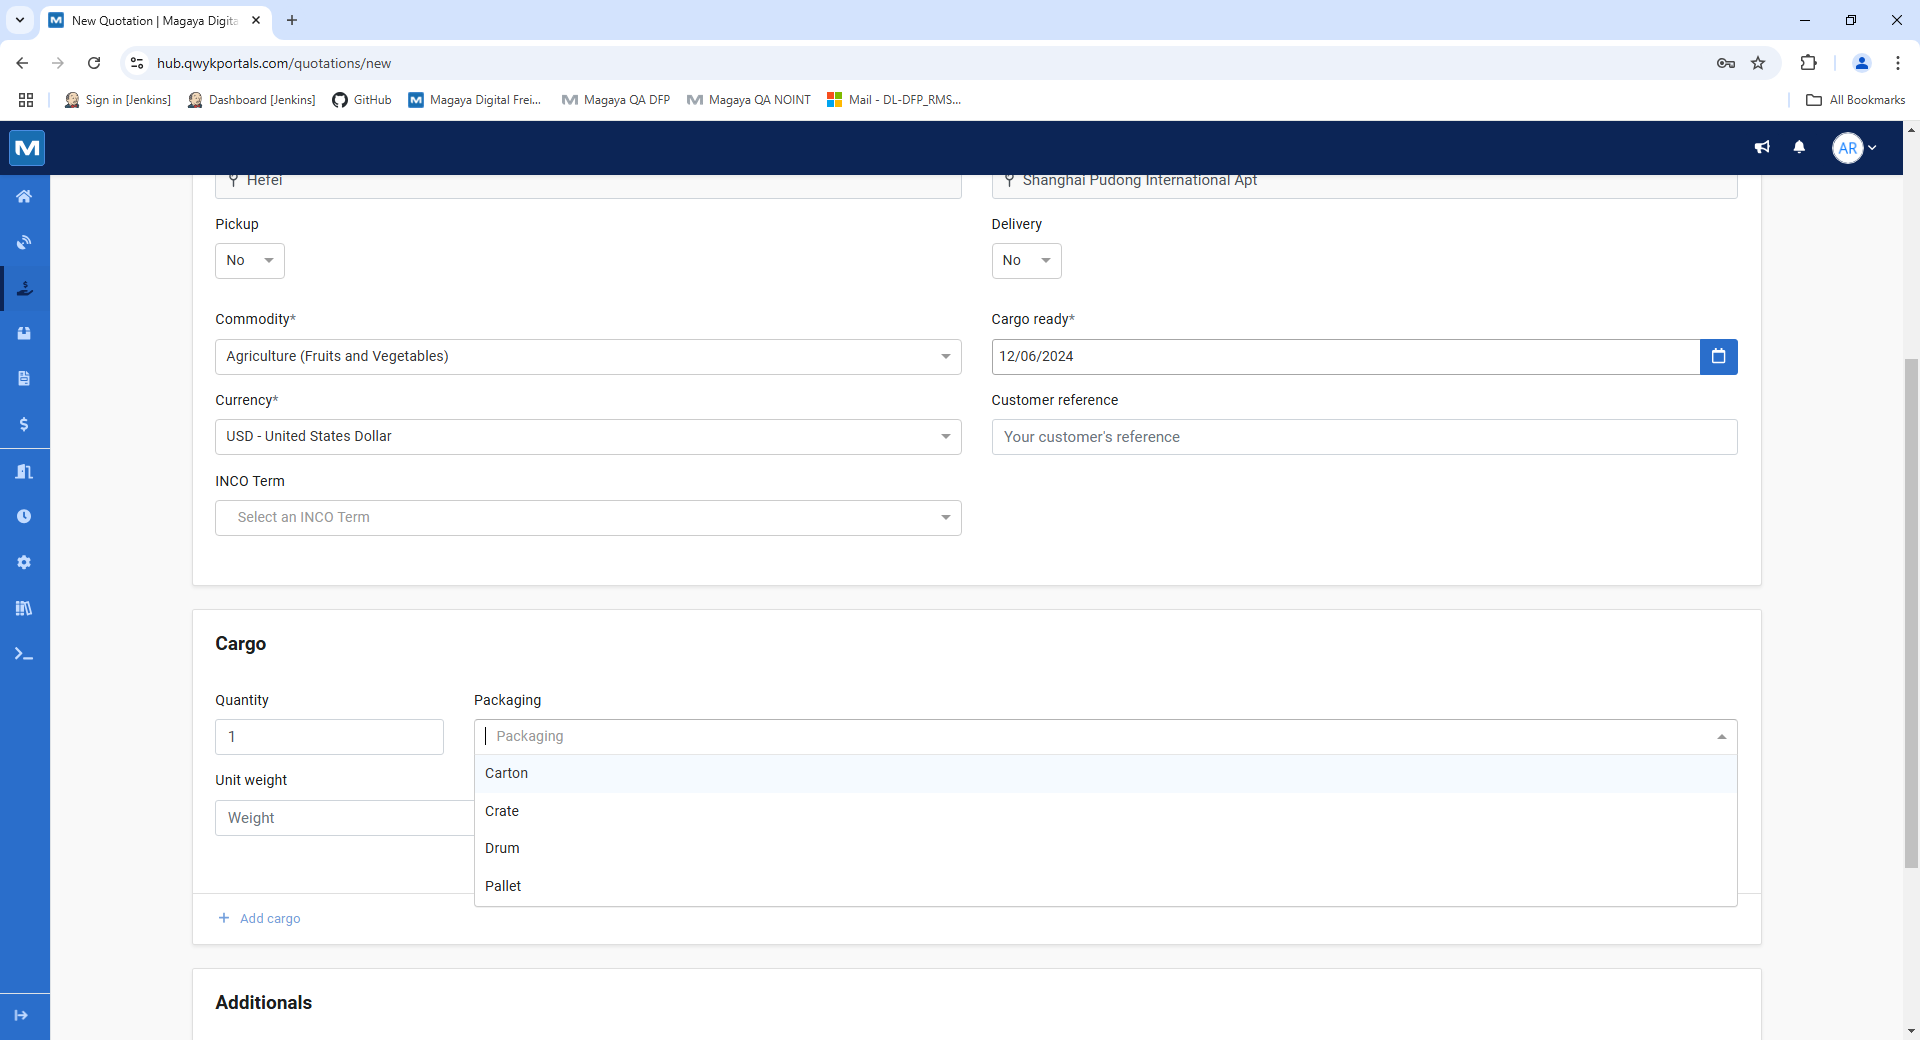 New Quotation | Magaya Digita
hub.qwykportals.com/quotations/new
Sign in [Jenkins]
Dashboard [Jenkins]
GitHub
Magaya Digital Frei...
Magaya QA DFP
Magaya QA NOINT
Mail - DL-DFP_RMS...
All Bookmarks
AR
Hefei
Shanghai Pudong International Apt
Pickup
Delivery
No
No
Commodity*
Cargo ready*
Agriculture (Fruits and Vegetables)
12/06/2024
Currency*
Customer reference
USD - United States Dollar
Your customer's reference
INCO Term
Select an INCO Term
Cargo
Quantity
Packaging
1
Packaging
Carton
Unit weight
Crate
Weight
Drum
Pallet
Add cargo
Additionals